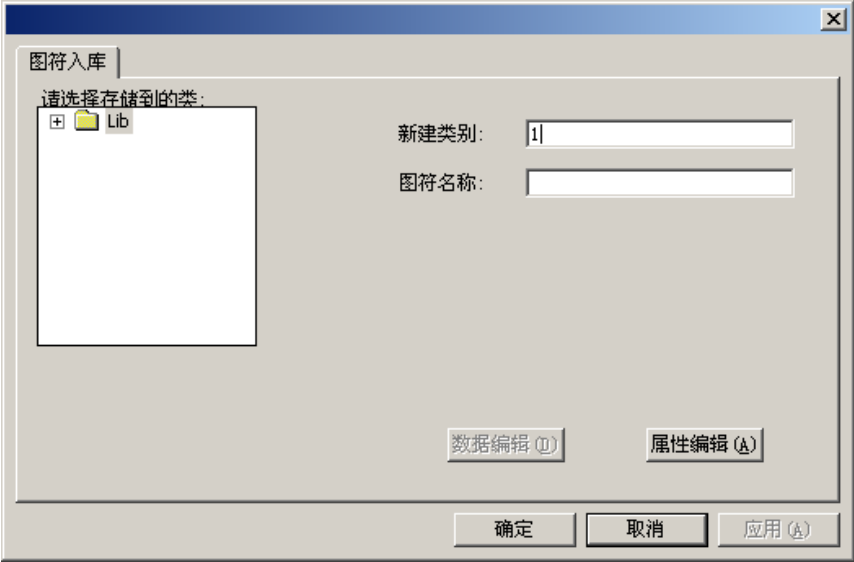 图符入库
请选择存储到的类:
Lib
新建类别:
1
图符名称:
数据编辑(D)
属性编辑(A)
确定
取消
应用(A)